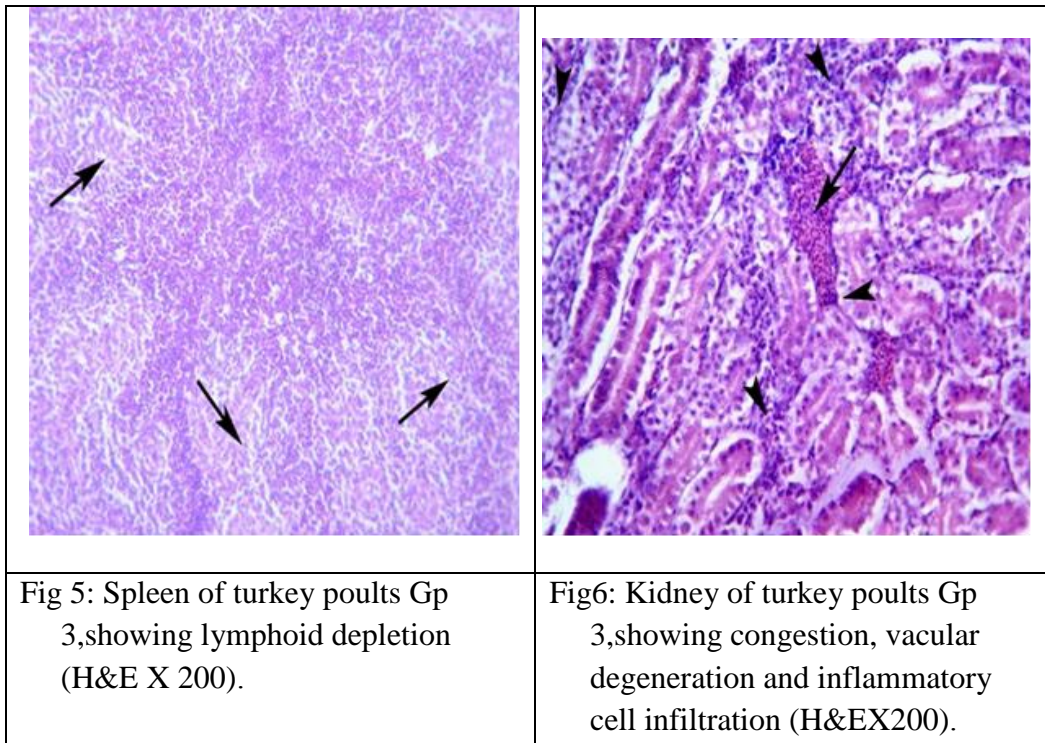 Fig 5: Spleen of turkey poults Gp
3,showing lymphoid depletion
(H&E X 200).
Fig6: Kidney of turkey poults Gp
3,showing congestion, vacular
degeneration and inflammatory
cell infiltration (H&EX200).